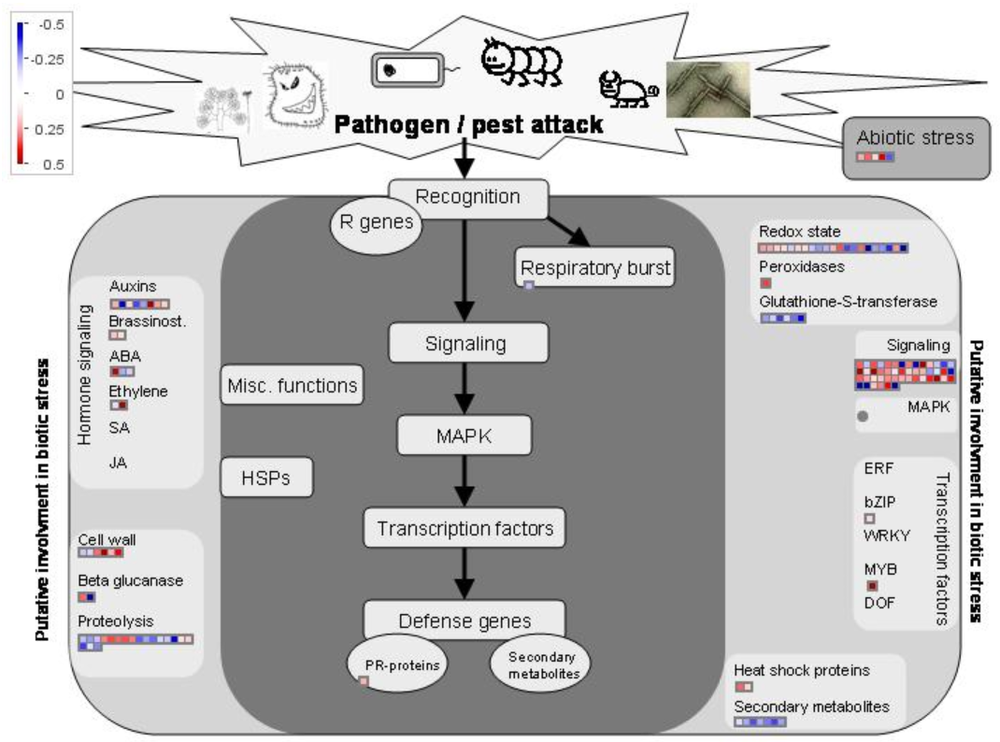 -0.5
-0.25
0
0.25
0.5
Pathogen / pest attack
Abiotic stress
Recognition
R genes
Respiratory burst
Redox state
Peroxidases
Glutathione-S-transferase
Hormone signaling
Auxins
Brassinost.
ABA
Ethylene
SA
JA
Signaling
Misc. functions
MAPK
HSPs
Transcription factors
Defense genes
PR-proteins
Secondary
metabolites
Signaling
MAPK
ERF
bZIP
WRKY
MYB
DOF
Transcription factors
Putative involvment in biotic stress
Putative involvment in biotic stress
Cell wall
Beta glucanase
Proteolysis
Heat shock proteins
Secondary metabolites